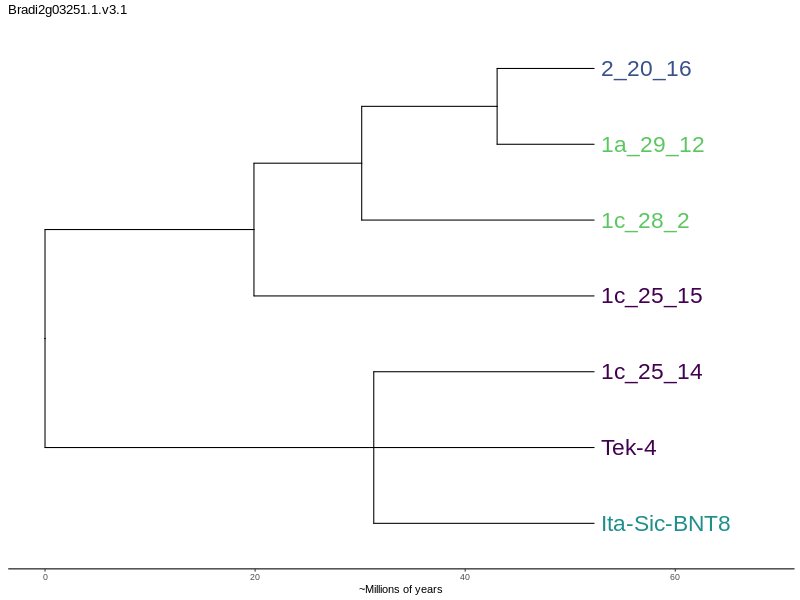 Bradi2g03251.1.v3.1
2_20_16
1a_29_12
1c_28_2
1c_25_15
1c_25_14
Tek-4
Ita-Sic-BNT8
0 20 40 60
~Millions of years